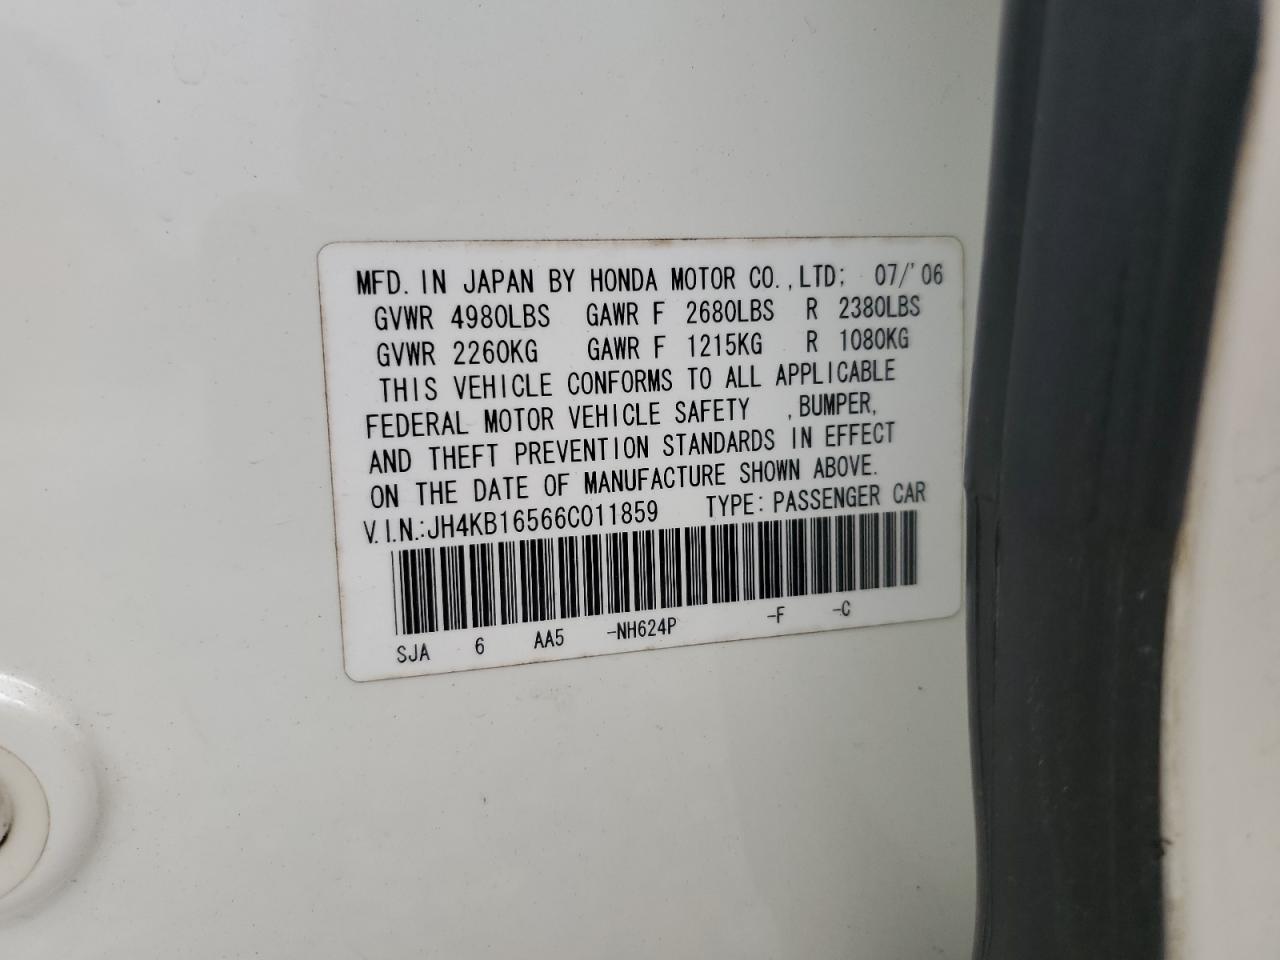 MFD. IN JAPAN BY HONDA MOTOR CO., LTD; 07/'06
GVWR 4980LBS GAWR F 2680LBS R 2380LBS
GVWR 2260KG GAWR F 1215KG R 1080KG
THIS VEHICLE CONFORMS TO ALL APPLICABLE
FEDERAL MOTOR VEHICLE SAFETY , BUMPER,
AND THEFT PREVENTION STANDARDS IN EFFECT
ON THE DATE OF MANUFACTURE SHOWN ABOVE.
V.I.N.: JH4KB16566C011859 TYPE: PASSENGER CAR
SJA 6 AA5 -NH624P -F -C